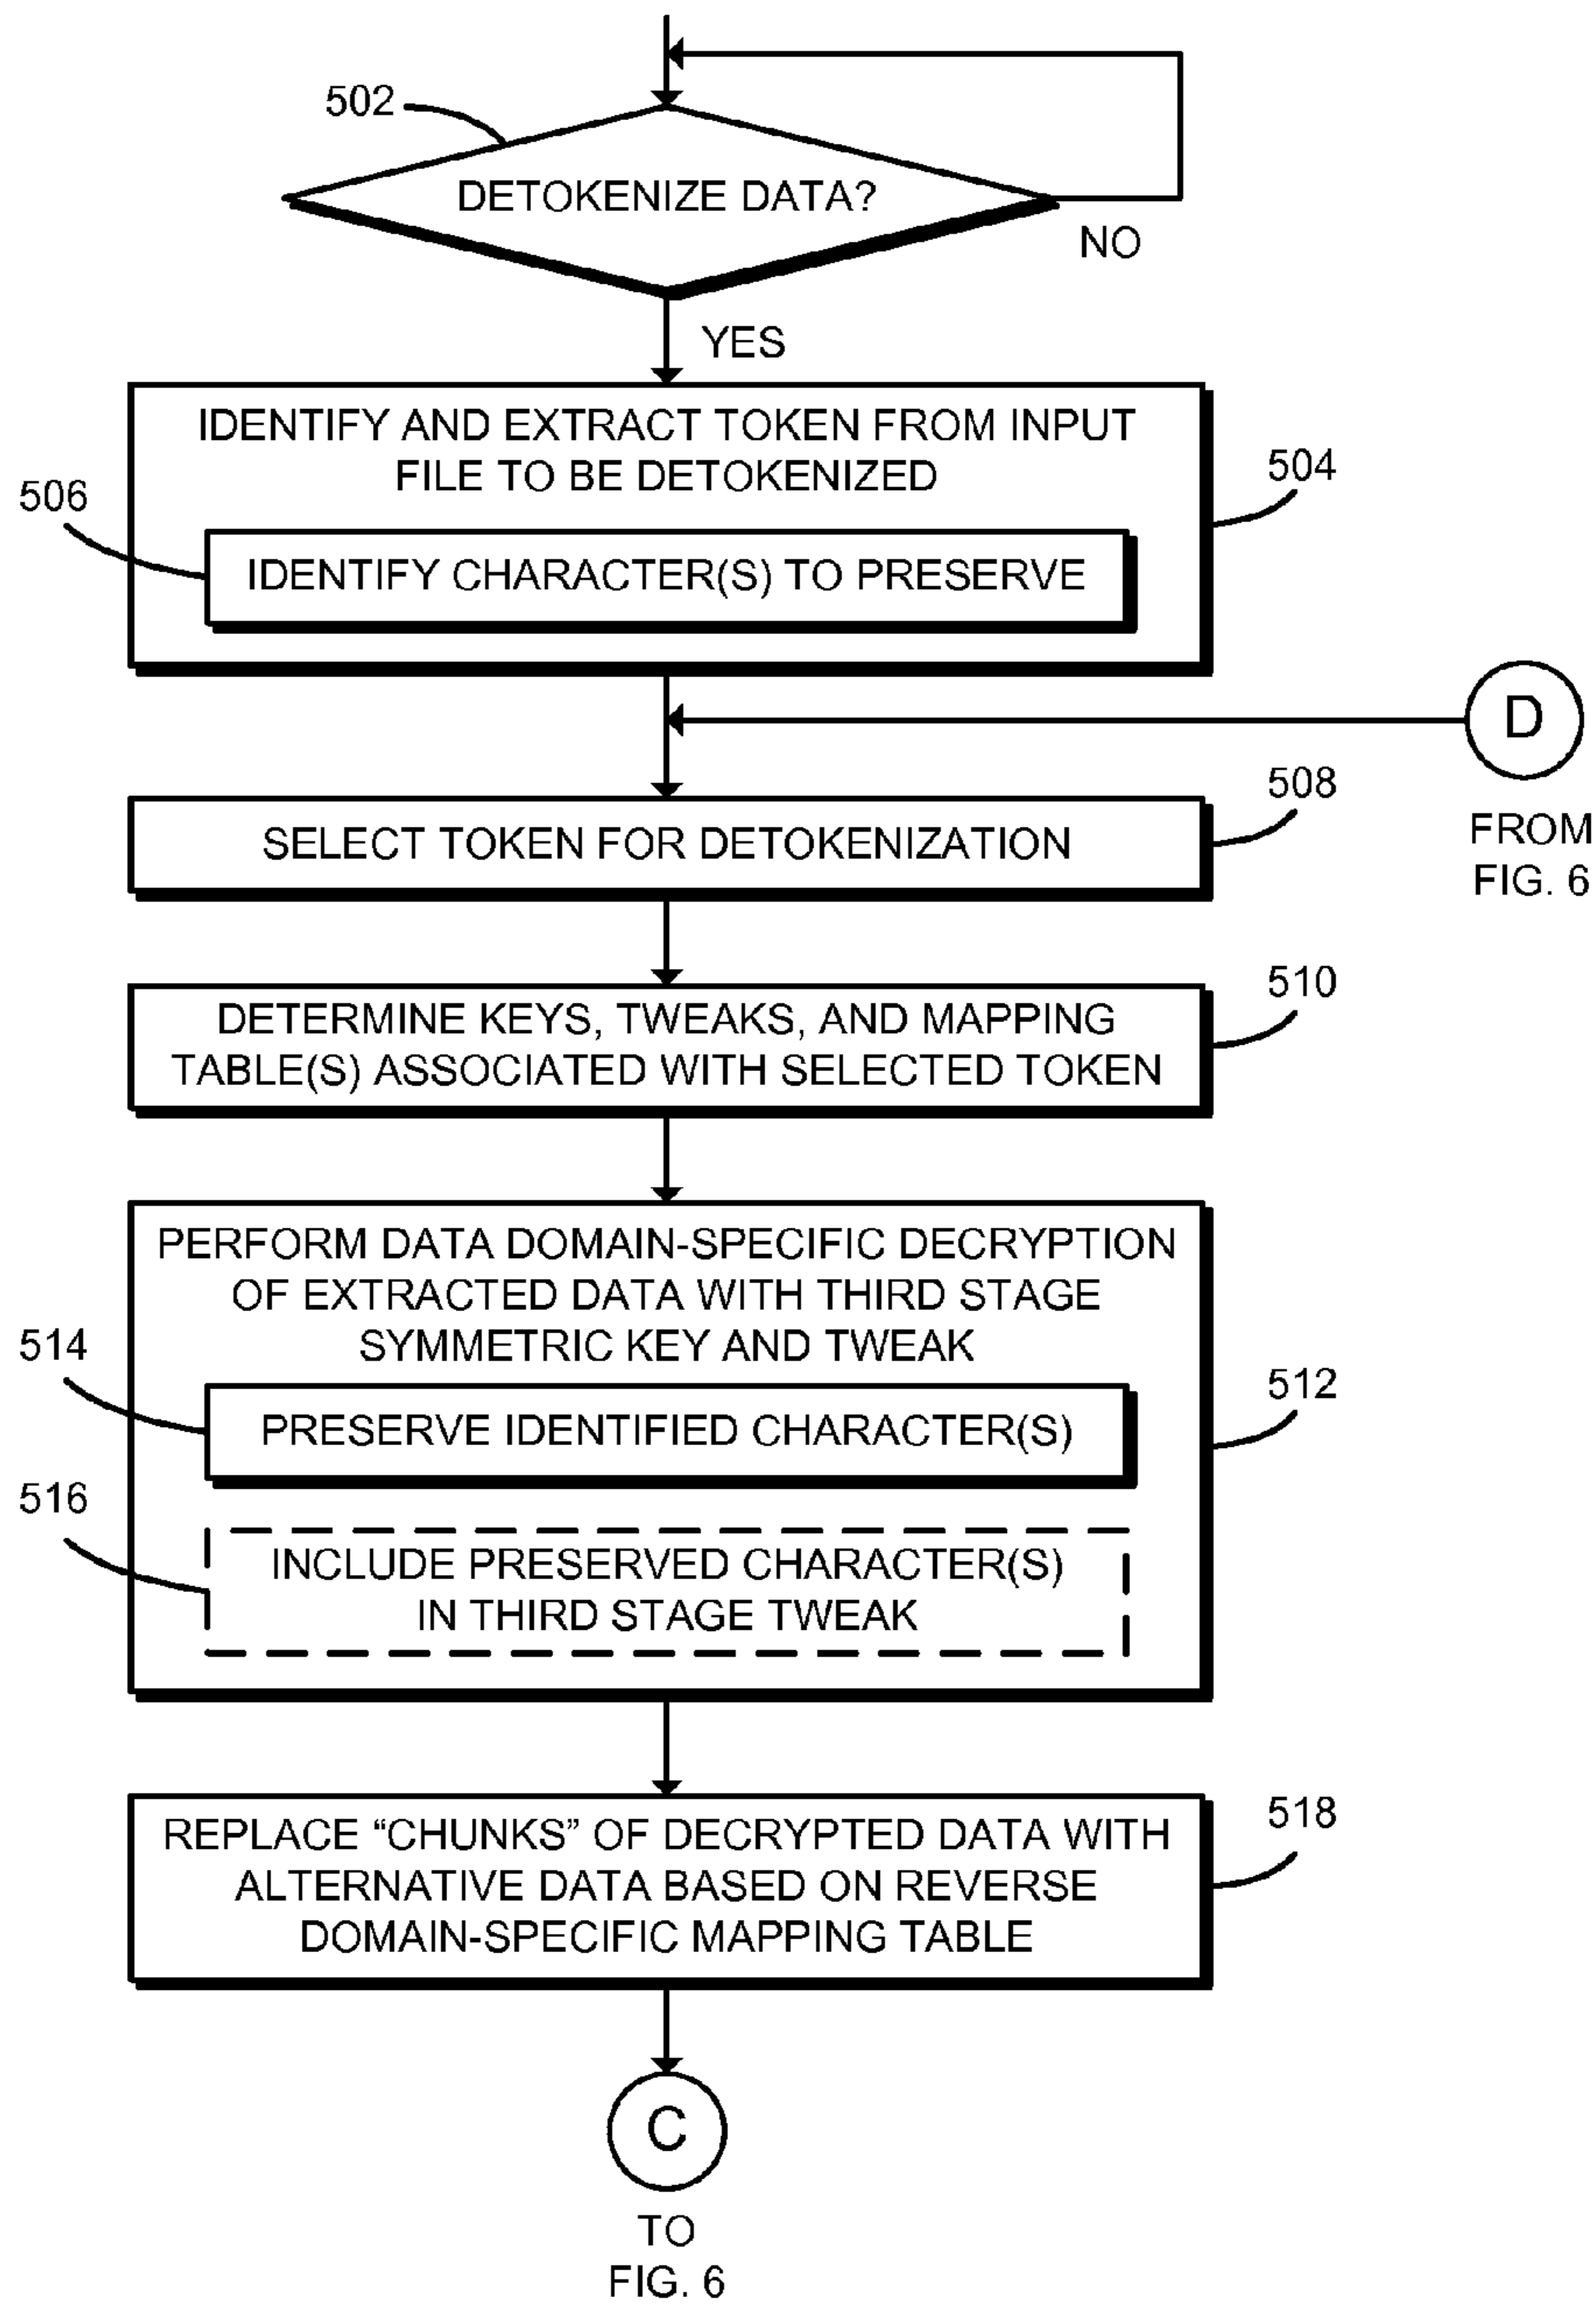 502
DETOKENIZE DATA?
NO
YES
IDENTIFY AND EXTRACT TOKEN FROM INPUT
FILE TO BE DETOKENIZED
504
506
IDENTIFY CHARACTER(S) TO PRESERVE
D
FROM
FIG. 6
508
SELECT TOKEN FOR DETOKENIZATION
510
DETERMINE KEYS, TWEAKS, AND MAPPING
TABLE(S) ASSOCIATED WITH SELECTED TOKEN
PERFORM DATA DOMAIN-SPECIFIC DECRYPTION
OF EXTRACTED DATA WITH THIRD STAGE
SYMMETRIC KEY AND TWEAK
512
514
PRESERVE IDENTIFIED CHARACTER(S)
516
INCLUDE PRESERVED CHARACTER(S)
IN THIRD STAGE TWEAK
518
REPLACE “CHUNKS” OF DECRYPTED DATA WITH
ALTERNATIVE DATA BASED ON REVERSE
DOMAIN-SPECIFIC MAPPING TABLE
C
TO
FIG. 6